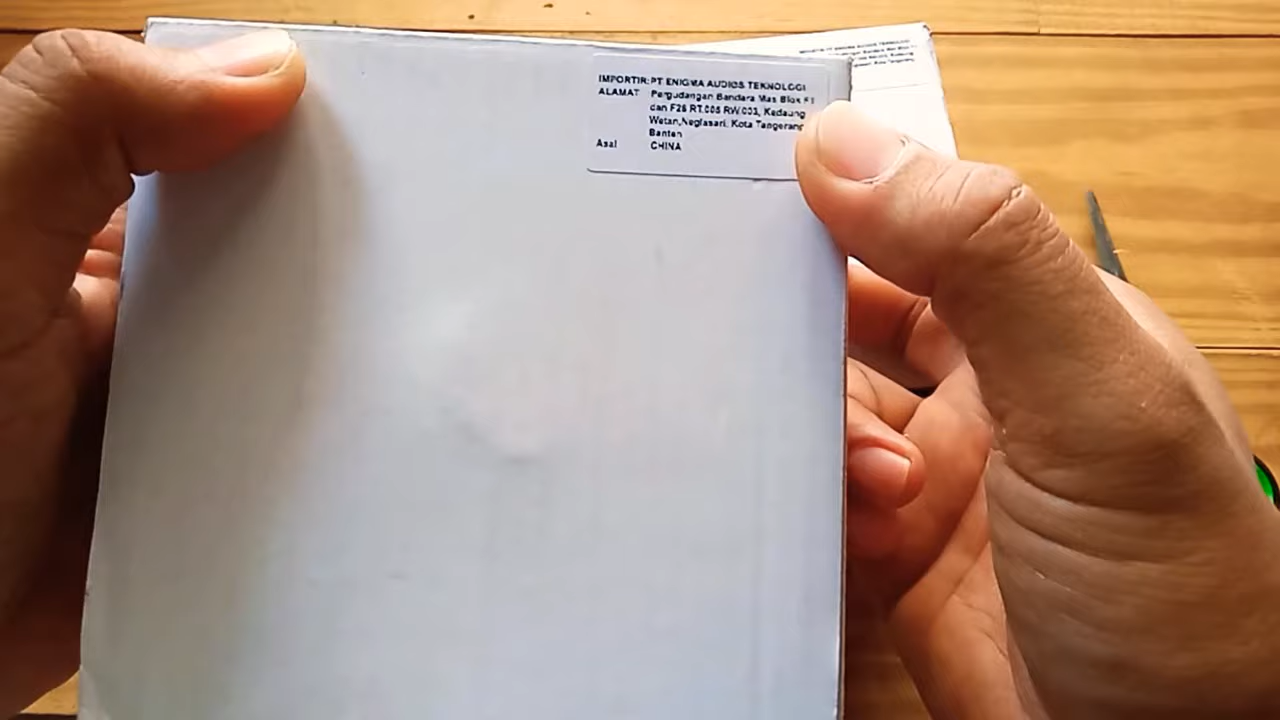 IMPORTIR: PT ENIGMA AUDIOS TEKNOLOGI
ALAMAT Pergudangan Bandara Mas Blok F1
dan F26 RT.005 RW.003, Kedaung
Wetan,Neglasari, Kota Tangerang
Banten
Asal CHINA